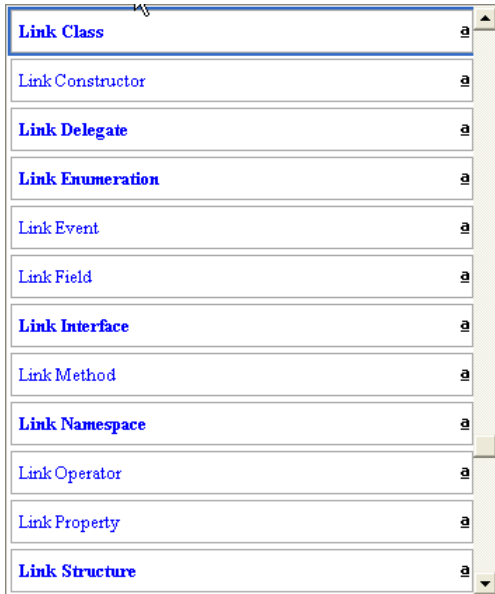 Link Class a
Link Constructor a
Link Delegate a
Link Enumeration a
Link Event a
Link Field a
Link Interface a
Link Method a
Link Namespace a
Link Operator a
Link Property a
Link Structure a